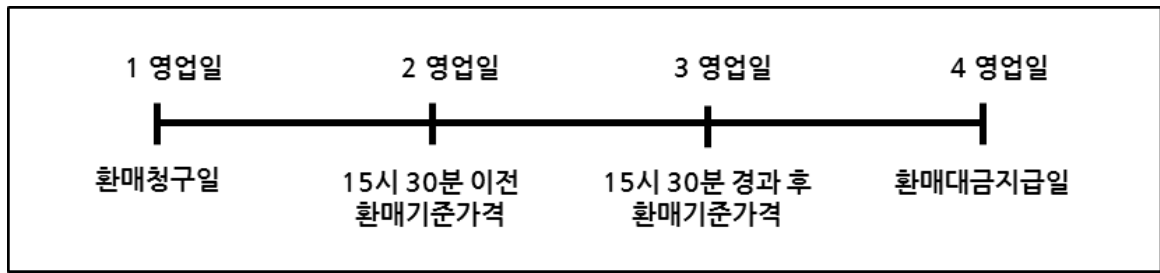 1 영업일
2 영업일
3 영업일
4 영업일
환매청구일
15시 30분 이전
환매기준가격
15시 30분 경과 후
환매기준가격
환매대금지급일